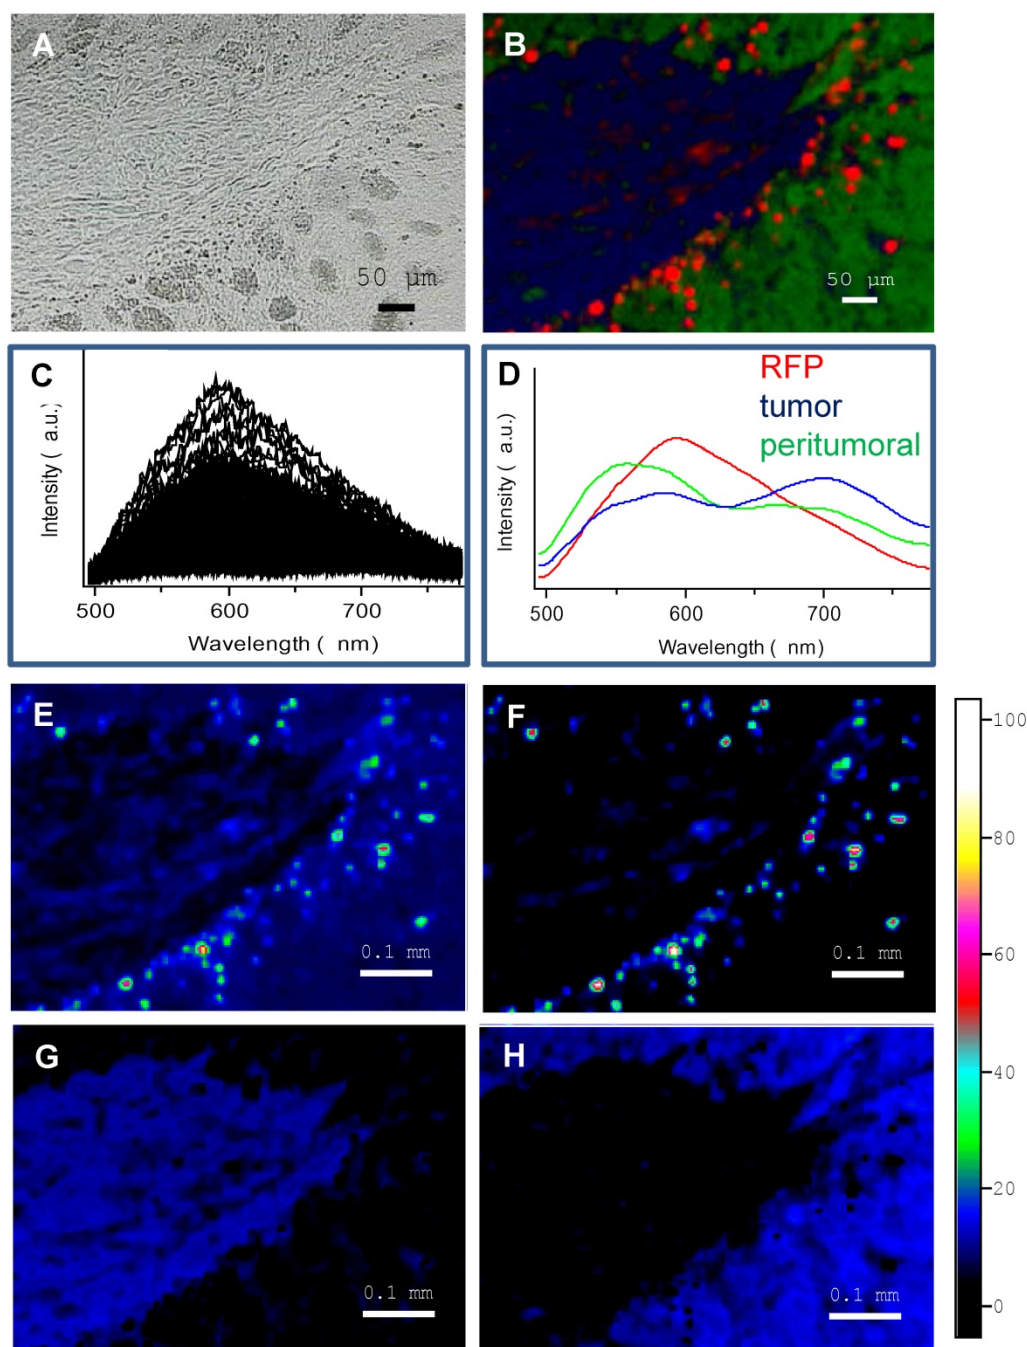 A
50 µm
B
50 µm
C
Intensity ( a.u.)
500
600
700
Wavelength ( nm)
D
RFP
tumor
peritumoral
Intensity ( a.u.)
500
600
700
Wavelength ( nm)
E
0.1 mm
F
0.1 mm
100
80
60
40
20
0
G
0.1 mm
H
0.1 mm